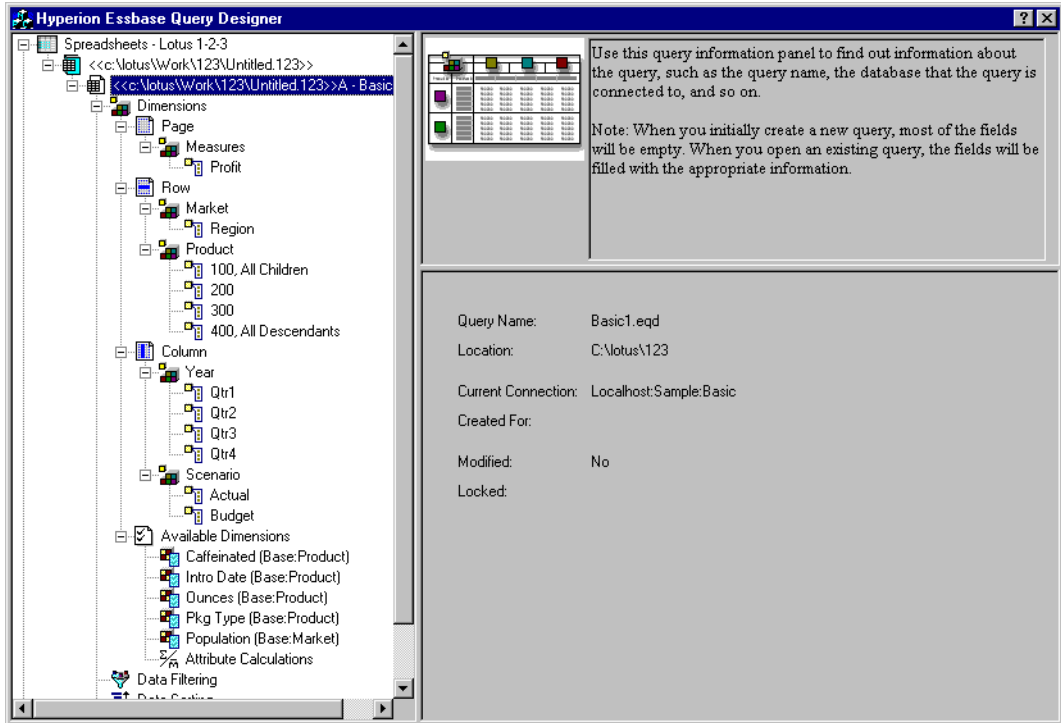 Hyperion Essbase Query Designer
Spreadsheets - Lotus 1-2-3
<<c:\lotus\Work\123\Untitled.123>>
<<c:\lotus\Work\123\Untitled.123>>A - Basic
Dimensions
Page
Measures
Profit
Row
Market
Region
Product
100, All Children
200
300
400, All Descendants
Column
Year
Qtr1
Qtr2
Qtr3
Qtr4
Scenario
Actual
Budget
Available Dimensions
Caffeinated (Base:Product)
Intro Date (Base:Product)
Ounces (Base:Product)
Pkg Type (Base:Product)
Population (Base:Market)
Attribute Calculations
Data Filtering
Data Sorting
Use this query information panel to find out information about
the query, such as the query name, the database that the query is
connected to, and so on.
Note: When you initially create a new query, most of the fields
will be empty. When you open an existing query, the fields will be
filled with the appropriate information.
Query Name: Basic1.eqd
Location: C:\lotus\123
Current Connection: Localhost:Sample:Basic
Created For:
Modified: No
Locked: